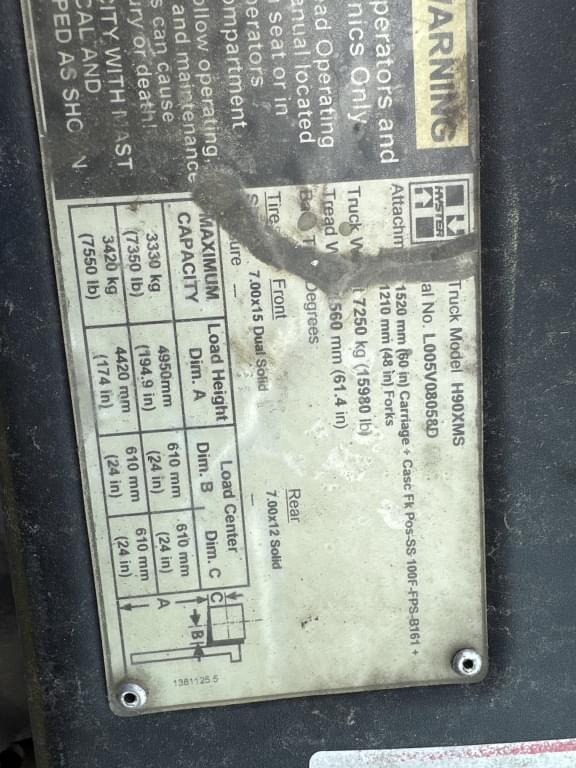 WARNING
perators and
nics Only
ad Operating
anual located
n seat or in
perators
ompartment
ollow operating,
and maintenance
s can cause
ury or death!
CITY WITH MAST
CAL AND
PED AS SHOWN
HYSTER
Truck Model H90XMS
al No. L005V08058D
Attachm
1520 mm (60 in) Carriage + Casc Fk Pos-SS 100F-FPS-B161 +
1210 mm (48 in) Forks
Truck W t 7250 kg (15980 lb)
Tread W 1560 mm (61.4 in)
Back T Degrees:
Front Rear
Tire 7.00x15 Dual Solid 7.00x12 Solid
ure – –
MAXIMUM CAPACITY Load Height Dim. A Load Center Dim. B Dim. C
3330 kg 4950mm 610 mm 610 mm
(7350 lb) (194.9 in) (24 in) (24 in)
3420 kg 4420 mm 610 mm 610 mm
(7550 lb) (174 in) (24 in) (24 in)
C
A
B
1381125.5